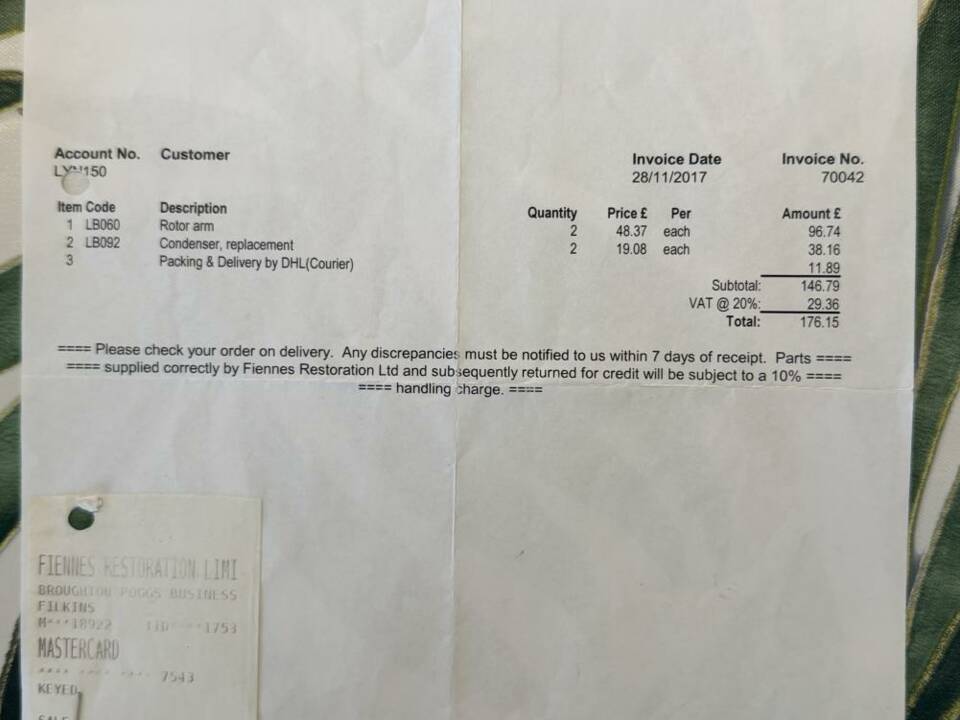 Account No. Customer
Invoice Date Invoice No.
LYN150
28/11/2017 70042
Item Code Description Quantity Price £ Per Amount £
1 LB060 Rotor arm 2 48.37 each 96.74
2 LB092 Condenser, replacement 2 19.08 each 38.16
3 Packing & Delivery by DHL(Courier) 11.89
Subtotal: 146.79
VAT @ 20%: 29.36
Total: 176.15
==== Please check your order on delivery. Any discrepancies must be notified to us within 7 days of receipt. Parts ====
==== supplied correctly by Fiennes Restoration Ltd and subsequently returned for credit will be subject to a 10% ====
==== handling charge. ====
FIENNES RESTORATION LIMI
BROUGHTON POGGS BUSINESS
FILKINS
M***18922 TID****1753
MASTERCARD
**** **** **** 7543
KEYED
SALE